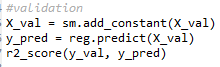 #validation
X_val = sm.add_constant(X_val)
y_pred = reg.predict(X_val)
r2_score(y_val, y_pred)